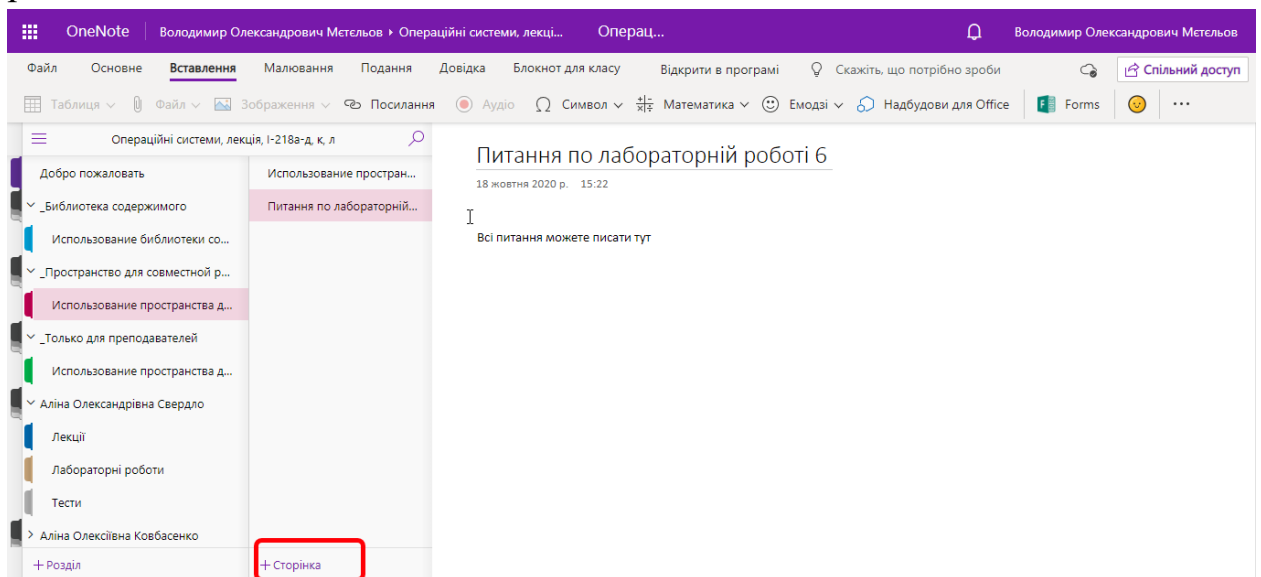 OneNote
Володимир Олександрович Мєтєльов › Операційні системи, лекці...
Операц...
Володимир Олександрович Мєтєльов
Файл Основне Вставлення Малювання Подання Довідка Блокнот для класу Відкрити в програмі Скажіть, що потрібно зроби Спільний доступ
Таблиця Файл Зображення Посилання Аудіо Символ Математика Емодзі Надбудови для Office Forms ...
Операційні системи, лекція, І-218а-д, к, л
Добро пожаловать
_Библиотека содержимого
Использование библиотеки со...
_Пространство для совместной р...
Использование пространства д...
_Только для преподавателей
Использование пространства д...
Аліна Олександрівна Свердло
Лекції
Лабораторні роботи
Тести
Аліна Олексіївна Ковбасенко
+ Розділ
Использование простран...
Питання по лабораторній...
+ Сторінка
Питання по лабораторній роботі 6
18 жовтня 2020 р. 15:22
Всі питання можете писати тут